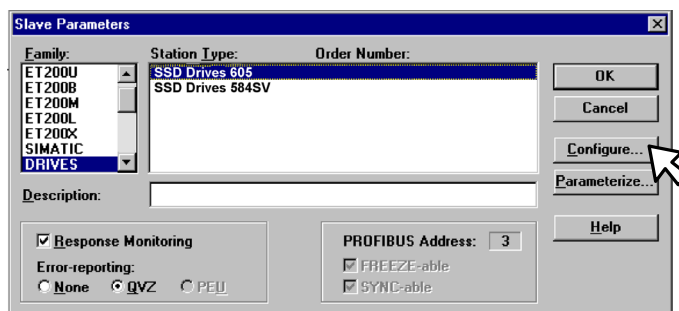 Slave Parameters
Family:
Station Type:
Order Number:
ET200U
ET200B
ET200M
ET200L
ET200X
SIMATIC
DRIVES
SSD Drives 605
SSD Drives 584SV
OK
Cancel
Configure...
Parameterize...
Help
Description:
Response Monitoring
Error-reporting:
None QVZ PEU
PROFIBUS Address: 3
FREEZE-able
SYNC-able